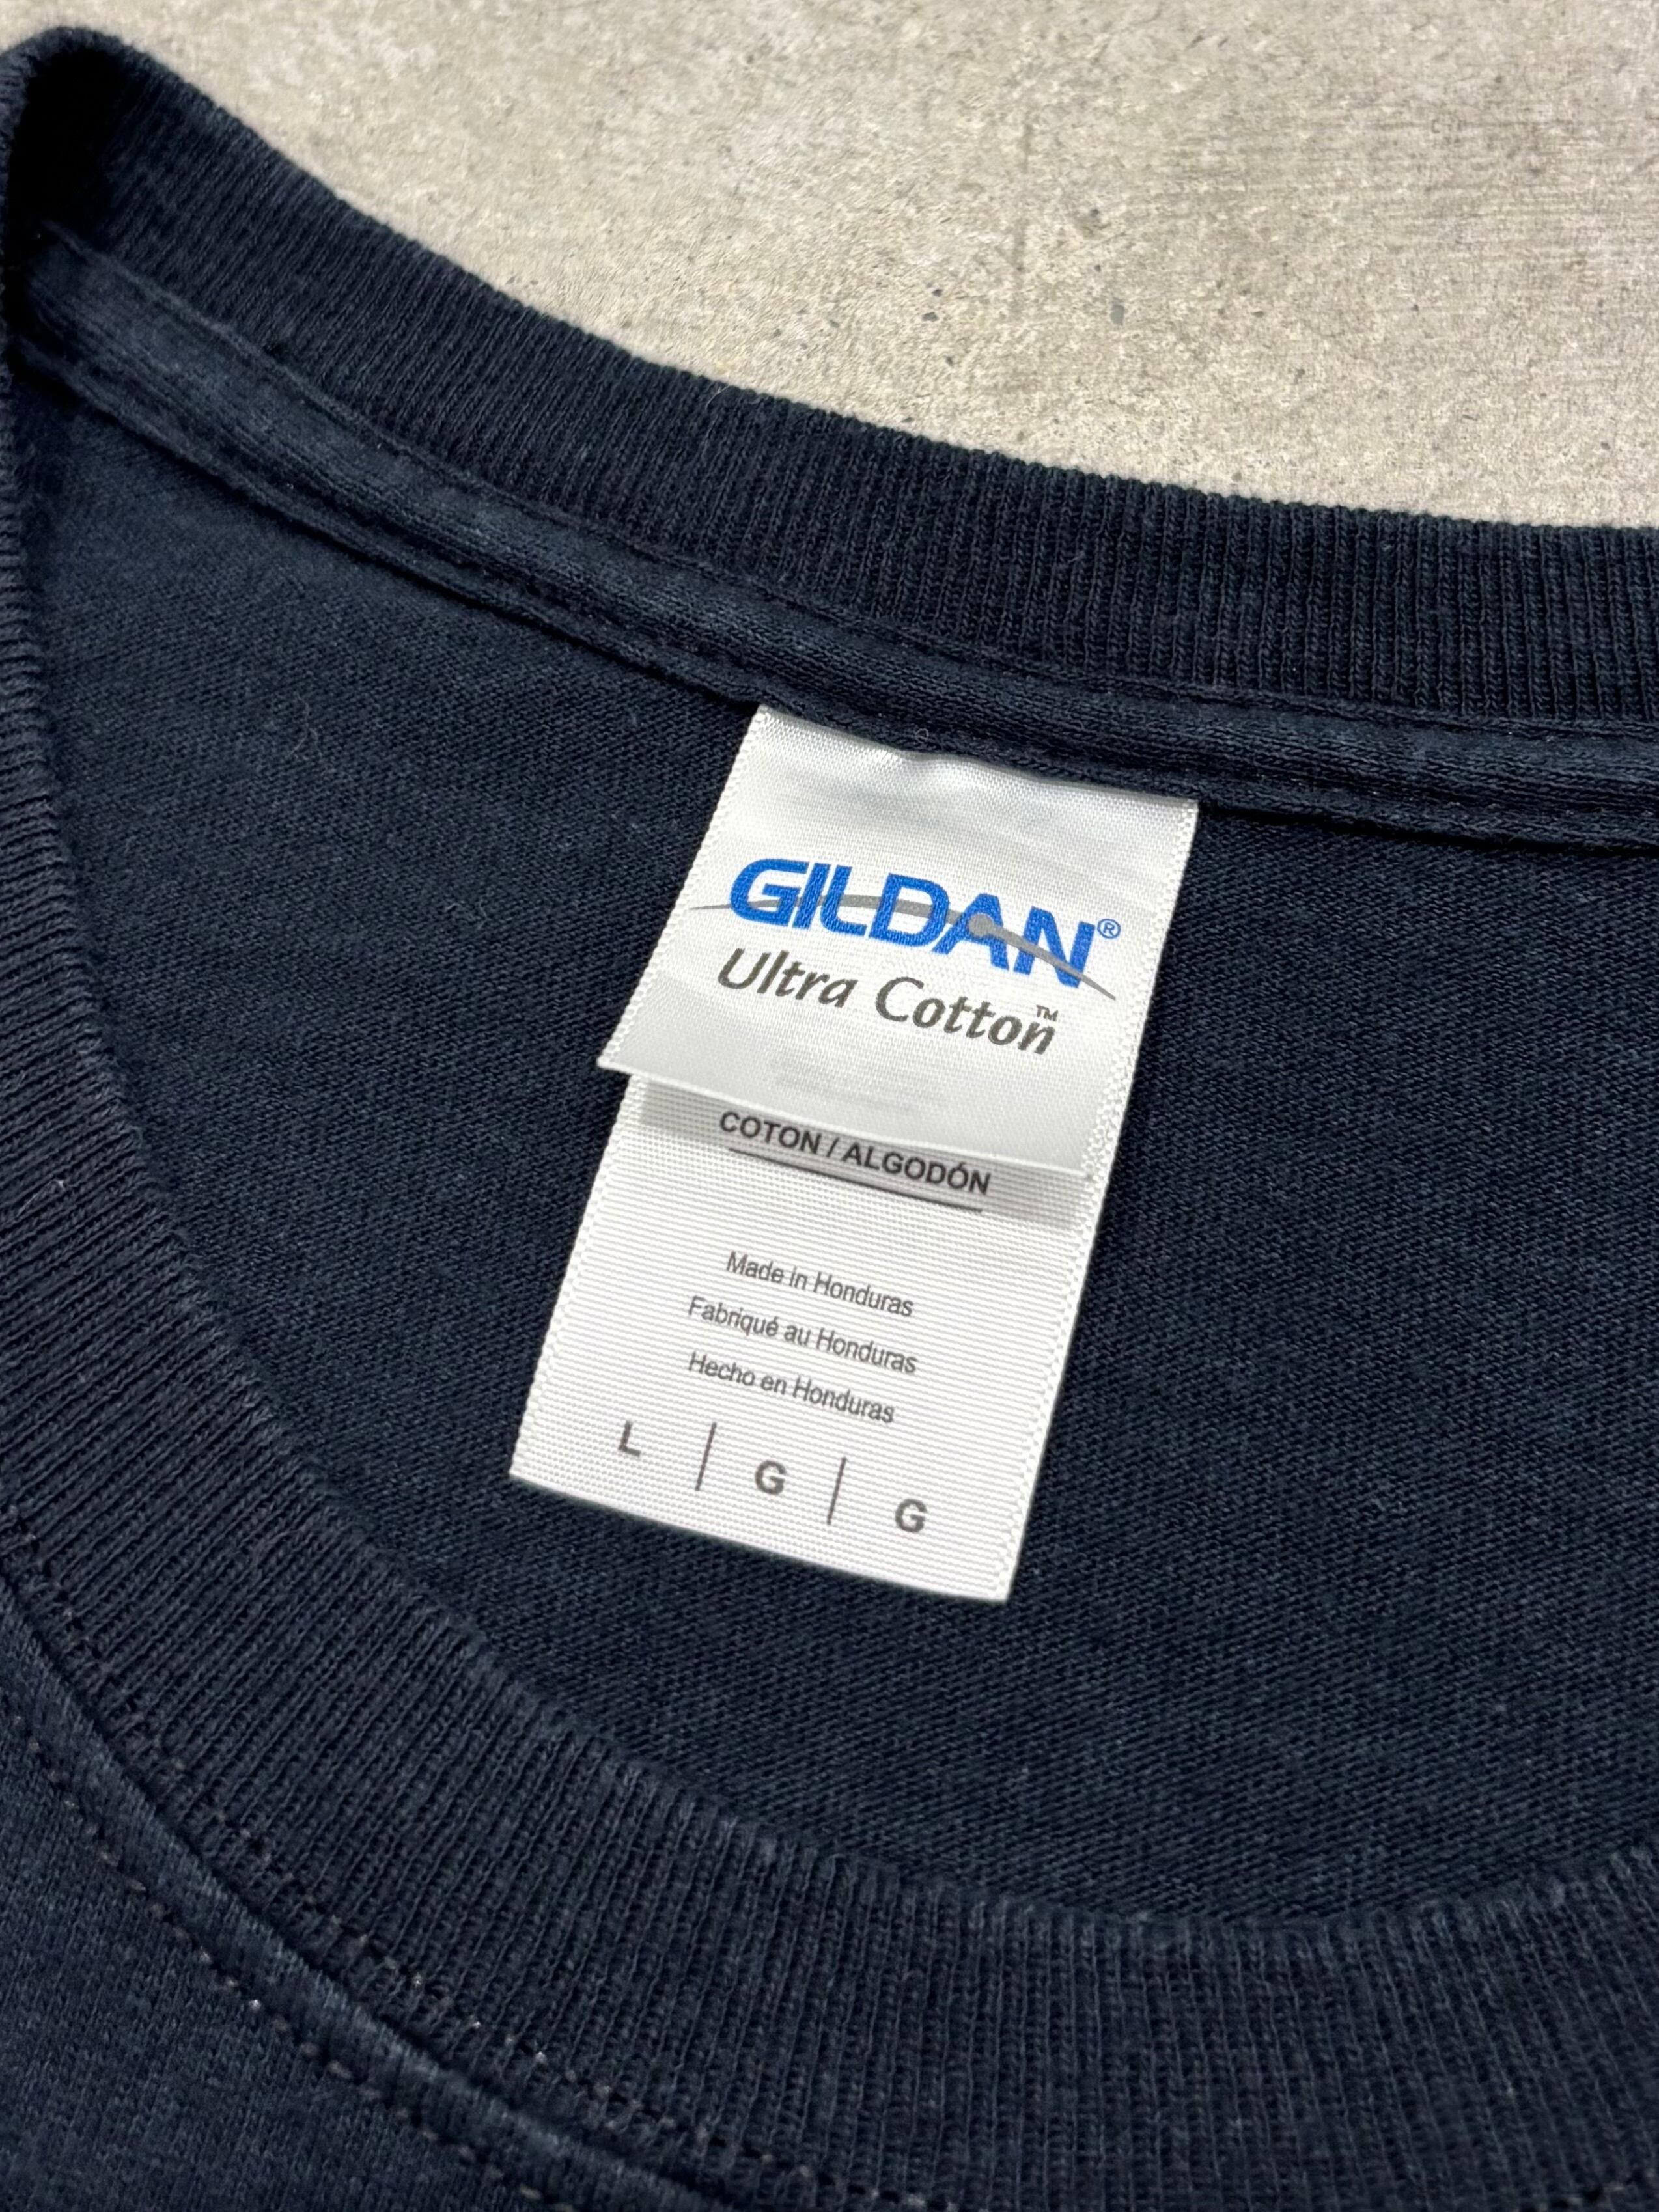 GILDAN®
Ultra Cotton™
COTON / ALGODÓN
Made in Honduras
Fabriqué au Honduras
Hecho en Honduras
L | G | G